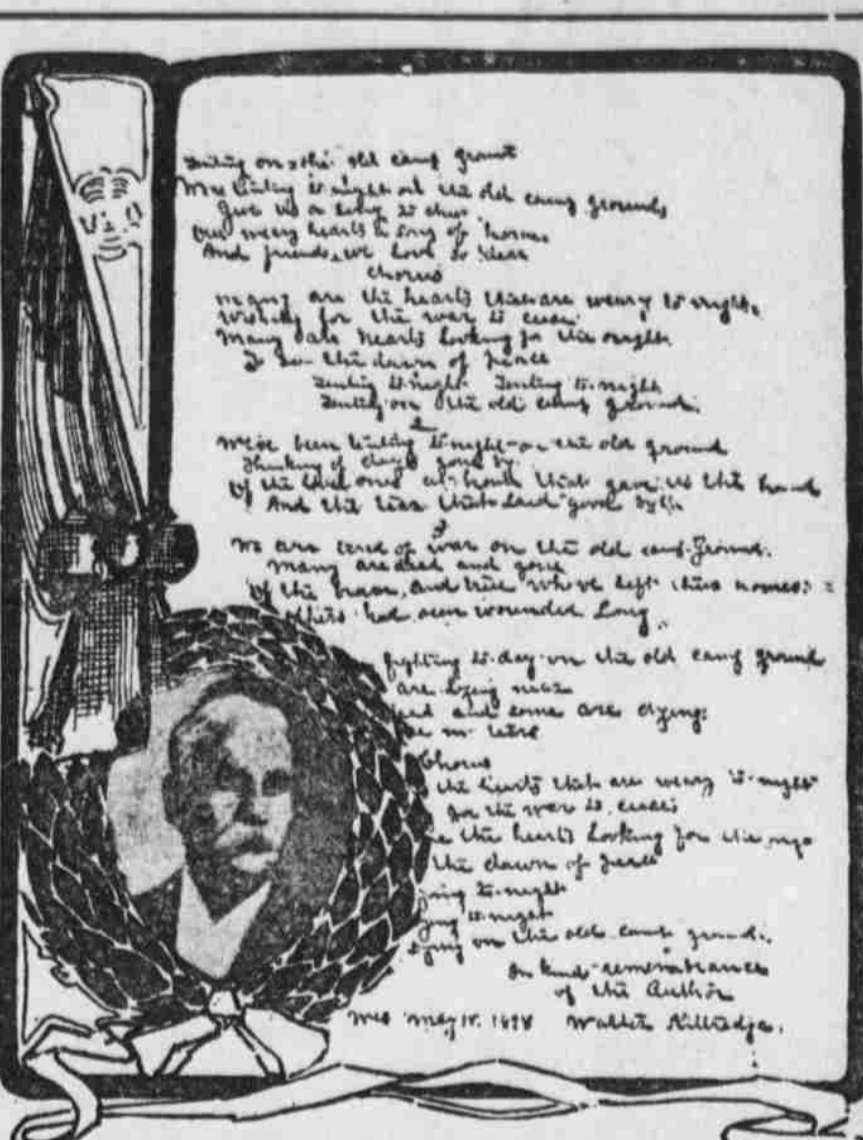 Tenting on the old camp ground
We're tenting to-night on the old camp ground,
Give us a song to cheer
Our weary hearts a song of home
And friends we love so dear
Chorus
Many are the hearts that are weary to-night,
Wishing for the war to cease
Many are hearts looking for the right
To see the dawn of peace
Tenting to-night Tenting to-night
Tenting on the old camp ground.
2
We've been tenting to-night on the old ground
Thinking of days gone by.
Of the loved ones at home that gave us the hand
And the tear that said good bye.
3
We are tired of war on the old camp-ground.
Many are dead and gone
Of the brave, and true who've left their homes:
others had been wounded Long.
fighting to-day on the old camp ground
are lying near
dead and some are dying:
in tears
Chorus
the hearts that are weary to-night
for the war to cease
the hearts Looking for the
the dawn of peace
ying to-night
ying to-night
ying on the old camp ground.
In kind remembrance
of the Author
May 1898 Walter Kittredge.